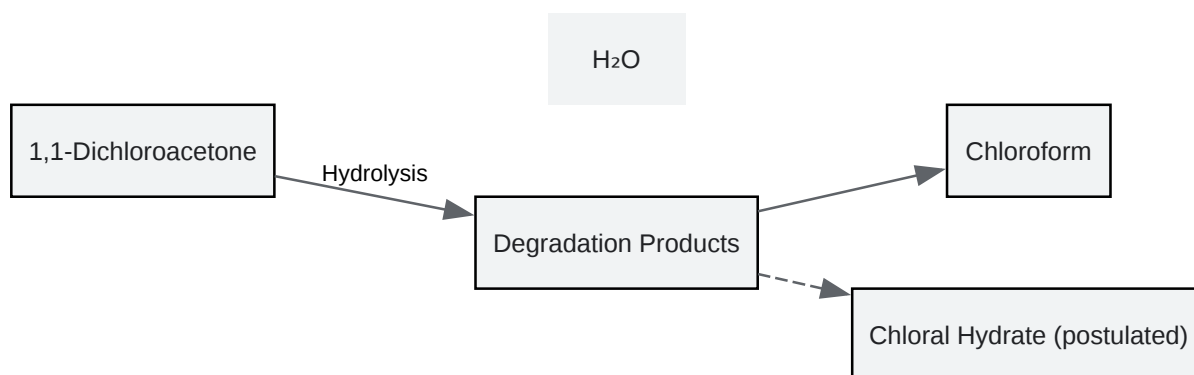 H₂O
1,1-Dichloroacetone
Chloroform
Hydrolysis
Degradation Products
Chloral Hydrate (postulated)